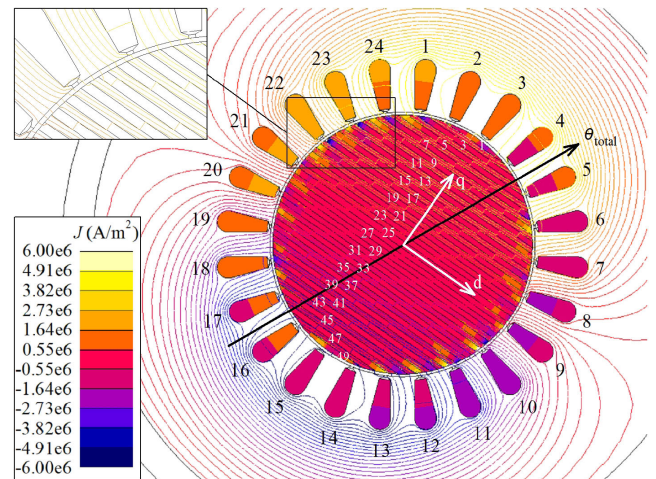 24 1
23 2
22 3
21 4
20 5
19 6
18 7
17 8
16 9
15 10
14 11
13 12
θtotal
q
d
7 5 3 1
11 9
15 13
19 17
23 21
27 25
31 29
35 33
39 37
43 41
45
47
49
J (A/m²)
6.00e6
4.91e6
3.82e6
2.73e6
1.64e6
0.55e6
-0.55e6
-1.64e6
-2.73e6
-3.82e6
-4.91e6
-6.00e6